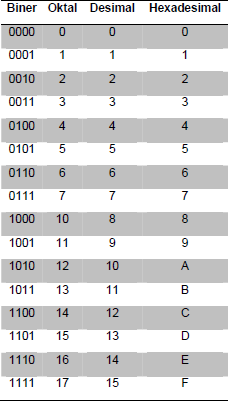 Biner Oktal Desimal Hexadesimal
0000 0 0 0
0001 1 1 1
0010 2 2 2
0011 3 3 3
0100 4 4 4
0101 5 5 5
0110 6 6 6
0111 7 7 7
1000 10 8 8
1001 11 9 9
1010 12 10 A
1011 13 11 B
1100 14 12 C
1101 15 13 D
1110 16 14 E
1111 17 15 F